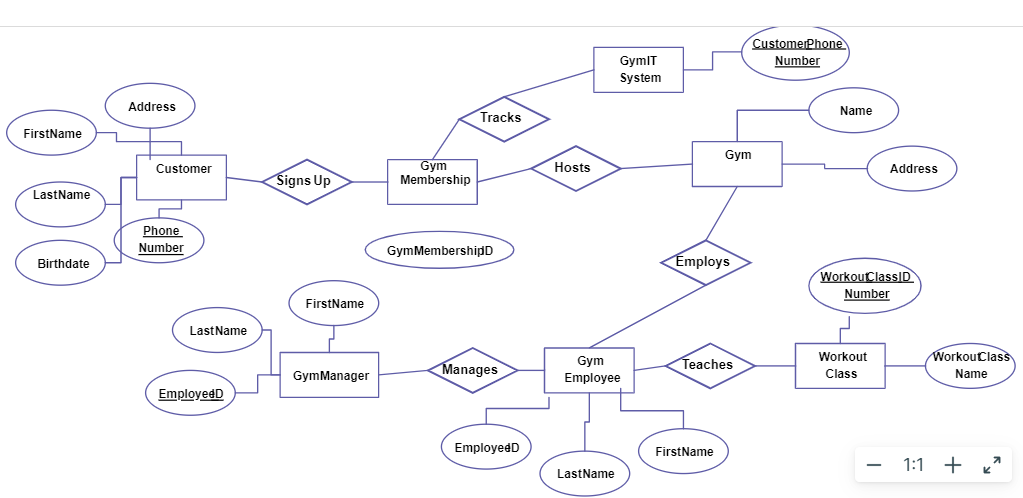 CustomerPhone
Number
GymIT
System
Address
Name
FirstName
Tracks
Customer
Signs Up
Gym
Membership
Hosts
Gym
Address
LastName
Phone
Number
GymMembershipID
Birthdate
Employs
WorkoutClassID
Number
FirstName
LastName
GymManager
Manages
Gym
Employee
Teaches
Workout
Class
WorkoutClass
Name
EmployeeID
EmployeeID
LastName
FirstName
1:1